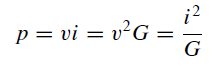 p = vi = v²G = i²/G